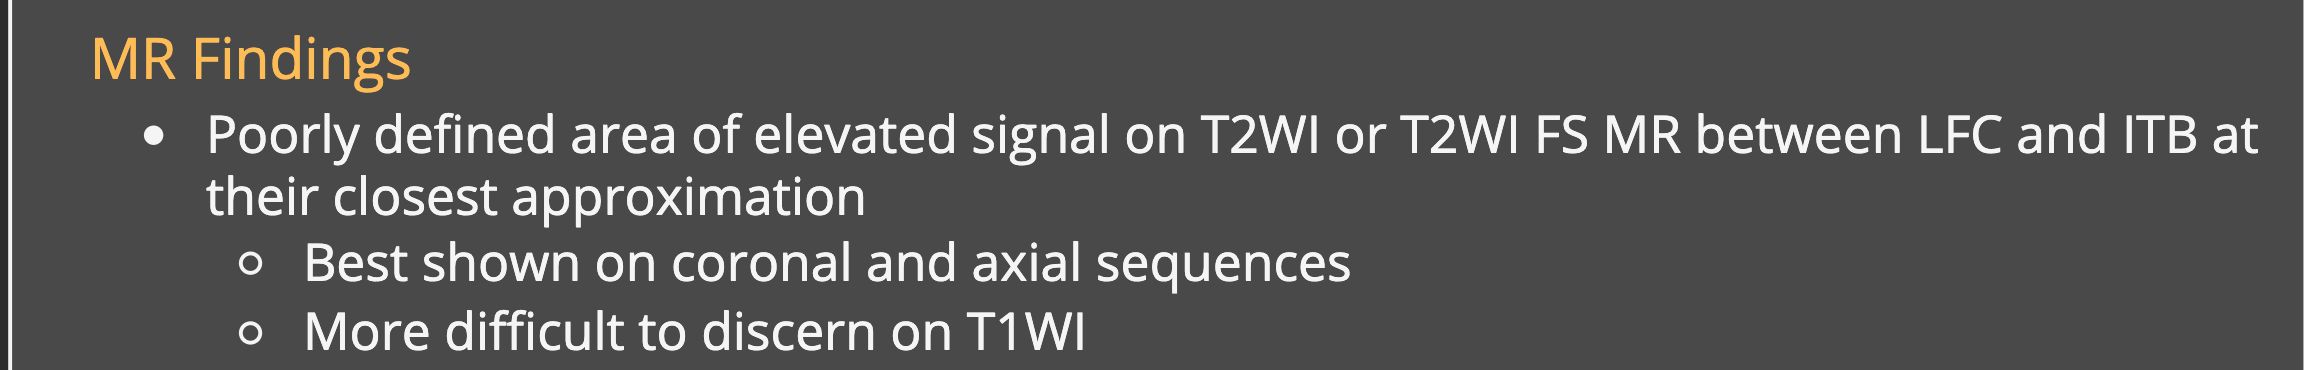 MR Findings
• Poorly defined area of elevated signal on T2WI or T2WI FS MR between LFC and ITB at
their closest approximation
◦ Best shown on coronal and axial sequences
◦ More difficult to discern on T1WI